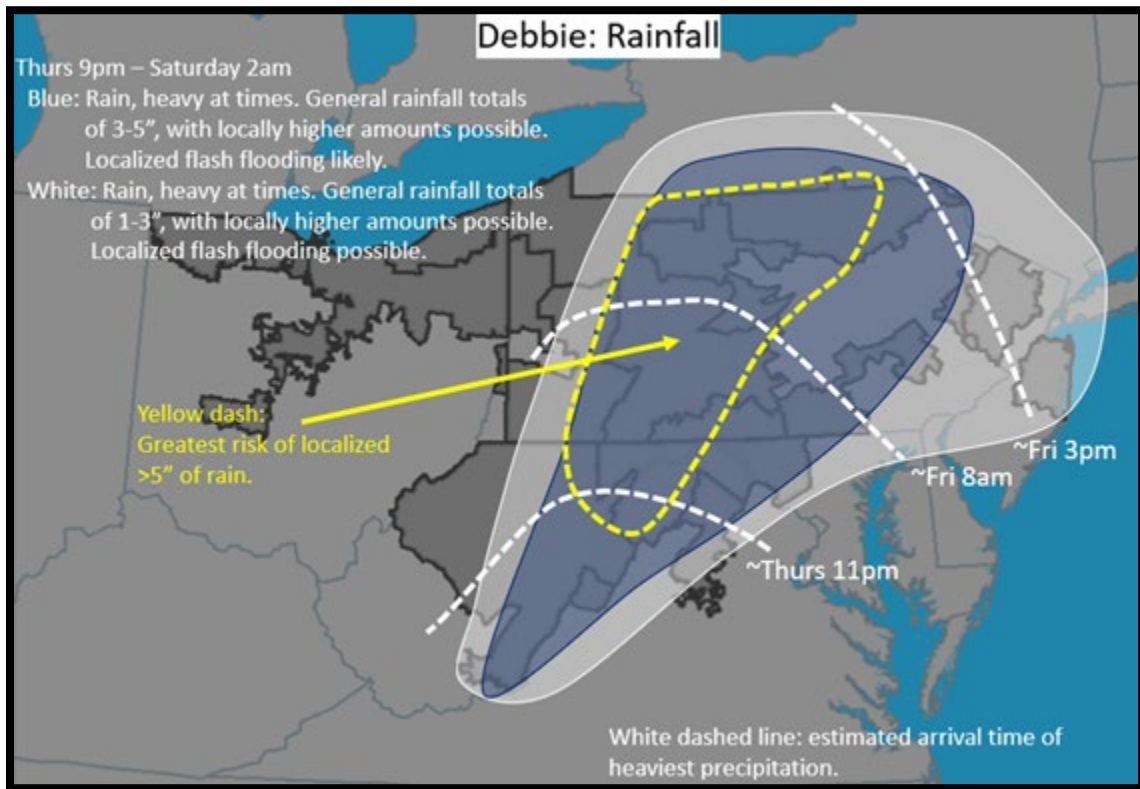 Debbie: Rainfall
Thurs 9pm – Saturday 2am
Blue: Rain, heavy at times. General rainfall totals
of 3-5”, with locally higher amounts possible.
Localized flash flooding likely.
White: Rain, heavy at times. General rainfall totals
of 1-3”, with locally higher amounts possible.
Localized flash flooding possible.
Yellow dash:
Greatest risk of localized
>5” of rain.
~Fri 3pm
~Fri 8am
~Thurs 11pm
White dashed line: estimated arrival time of
heaviest precipitation.